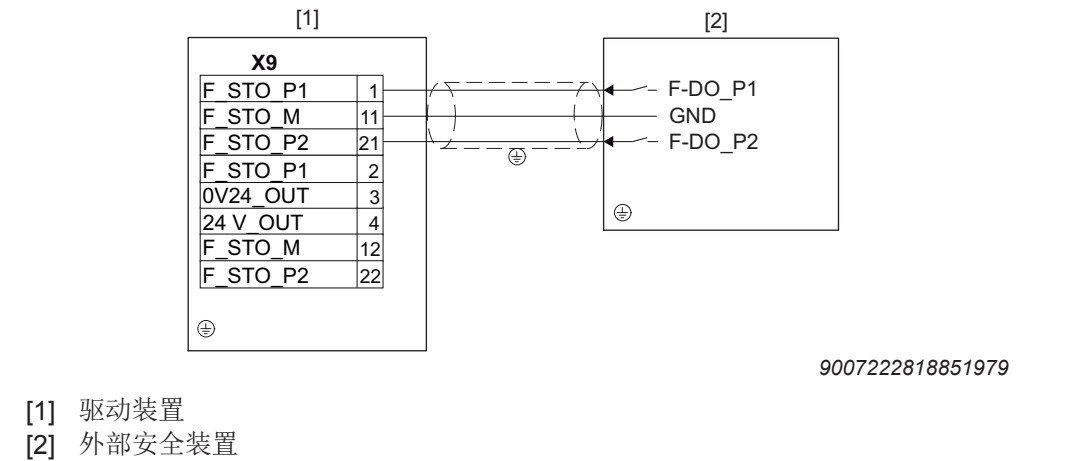 [1] [2]
X9
F_STO_P1 1 F-DO_P1
F_STO_M 11 GND
F_STO_P2 21 F-DO_P2
F_STO_P1 2
0V24_OUT 3
24 V_OUT 4
F_STO_M 12
F_STO_P2 22
9007222818851979
[1] 驱动装置
[2] 外部安全装置